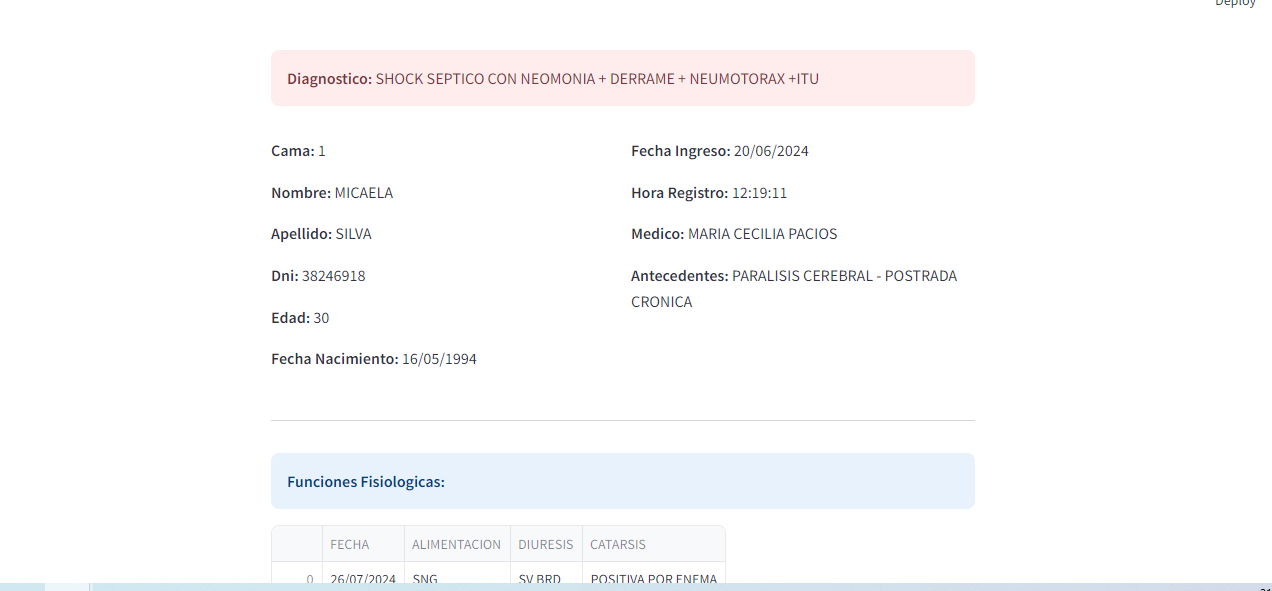 Deploy
Diagnostico: SHOCK SEPTICO CON NEOMONIA + DERRAME + NEUMOTORAX +ITU
Cama: 1
Nombre: MICAELA
Apellido: SILVA
Dni: 38246918
Edad: 30
Fecha Nacimiento: 16/05/1994
Fecha Ingreso: 20/06/2024
Hora Registro: 12:19:11
Medico: MARIA CECILIA PACIOS
Antecedentes: PARALISIS CEREBRAL - POSTRADA
CRONICA
Funciones Fisiologicas:
FECHA ALIMENTACION DIURESIS CATARSIS
0 26/07/2024 SNG SV BRD POSITIVA POR ENEMA